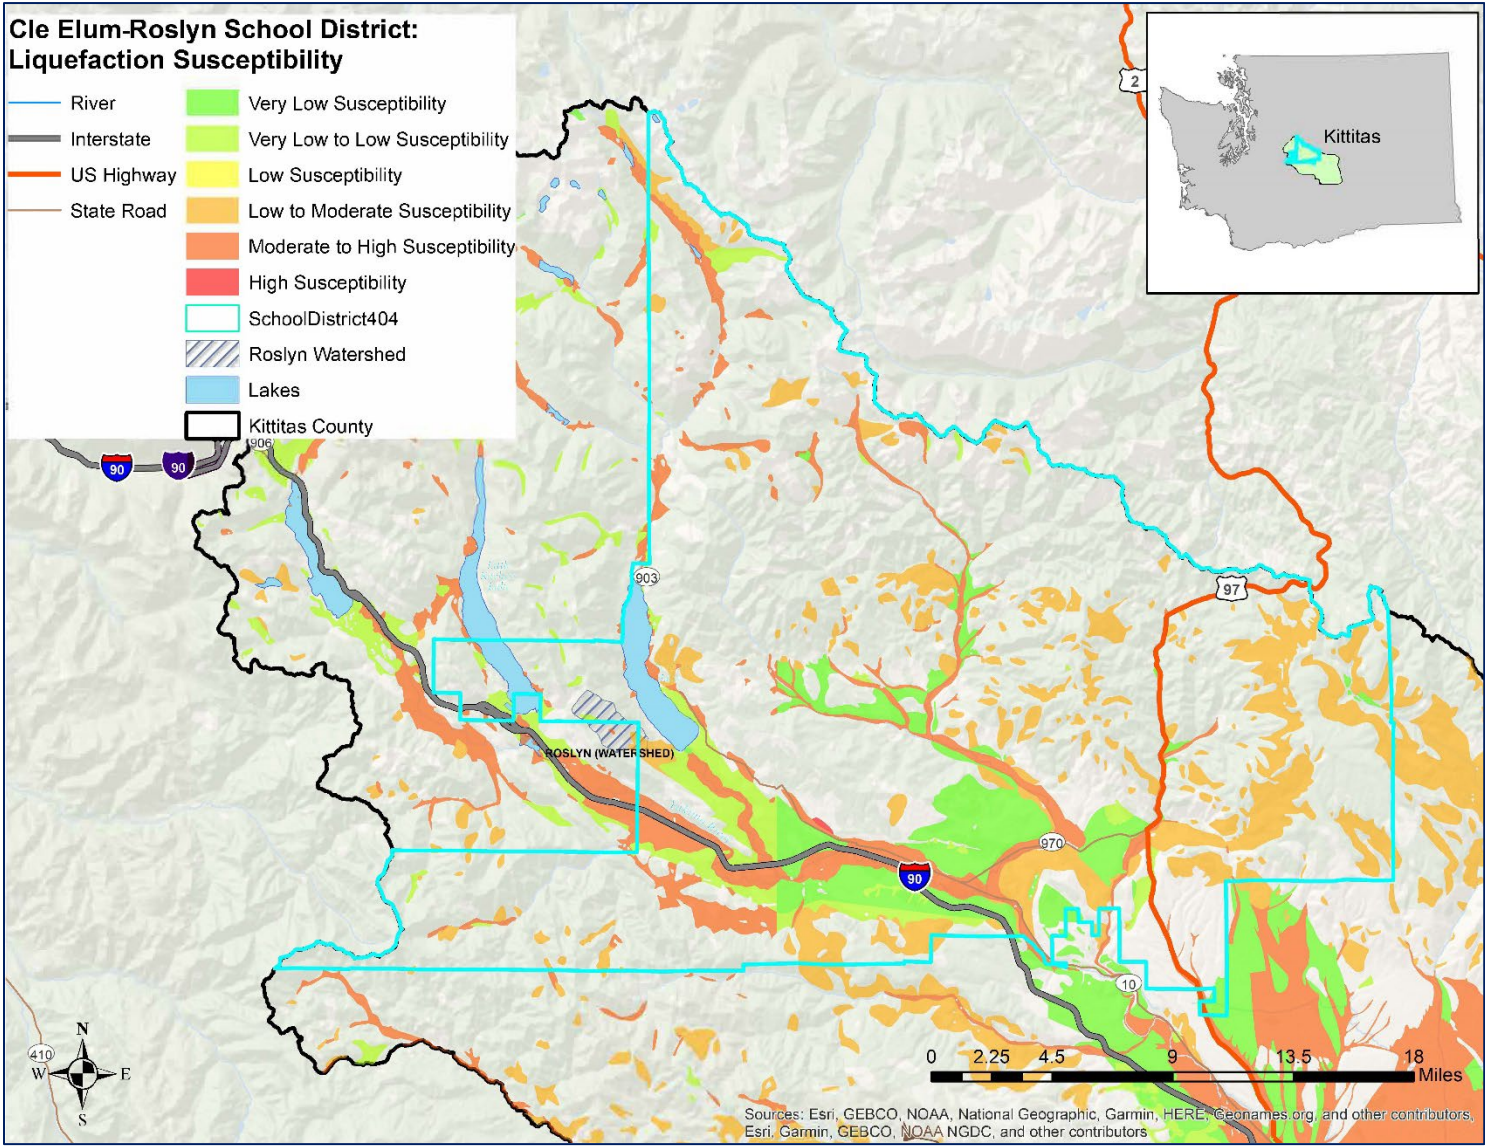 Cle Elum-Roslyn School District:
Liquefaction Susceptibility
River
Interstate
US Highway
State Road
Very Low Susceptibility
Very Low to Low Susceptibility
Low Susceptibility
Low to Moderate Susceptibility
Moderate to High Susceptibility
High Susceptibility
SchoolDistrict404
Roslyn Watershed
Lakes
Kittitas County
2
Kittitas
906
90
90
903
97
ROSLYN (WATERSHED)
970
90
10
410
N
W
E
S
0 2.25 4.5 9 13.5 18
Miles
Sources: Esri, GEBCO, NOAA, National Geographic, Garmin, HERE, Geonames.org, and other contributors,
Esri, Garmin, GEBCO, NOAA NGDC, and other contributors